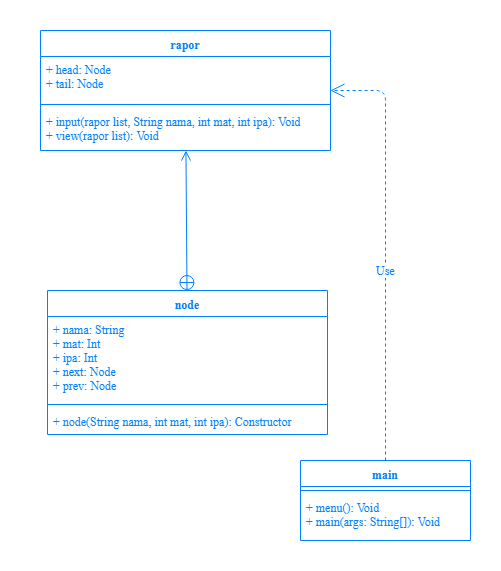 rapor
+ head: Node
+ tail: Node
+ input(rapor list, String nama, int mat, int ipa): Void
+ view(rapor list): Void
Use
node
+ nama: String
+ mat: Int
+ ipa: Int
+ next: Node
+ prev: Node
+ node(String nama, int mat, int ipa): Constructor
main
+ menu(): Void
+ main(args: String[]): Void